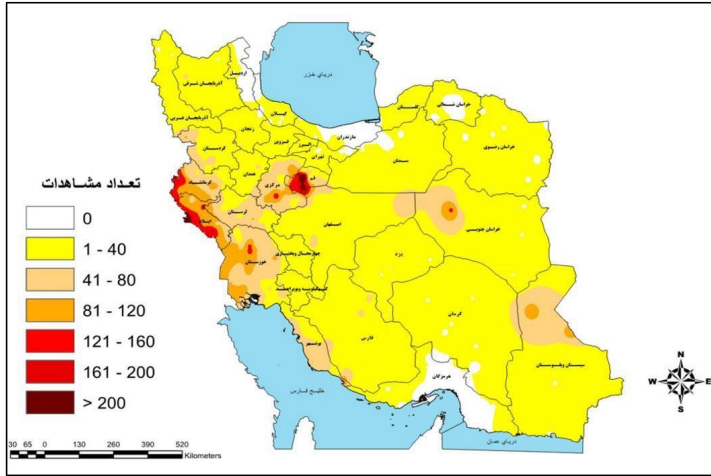 دریای خزر
اردبیل
آذربایجان شرقی
آذربایجان غربی
گیلان
زنجان
کردستان
قزوین
البرز
تهران
مازندران
گلستان
خراسان شمالی
خراسان رضوی
سمنان
همدان
مرکزی
قم
کرمانشاه
لرستان
ایلام
اصفهان
خراسان جنوبی
یزد
چهارمحال و بختیاری
خوزستان
کهگیلویه و بویراحمد
فارس
کرمان
بوشهر
هرمزگان
سیستان و بلوچستان
خلیج فارس
دریای عمان
تعداد مشاهدات
0
1 - 40
41 - 80
81 - 120
121 - 160
161 - 200
> 200
30 65 0 130 260 390 520
Kilometers
N
W E
S